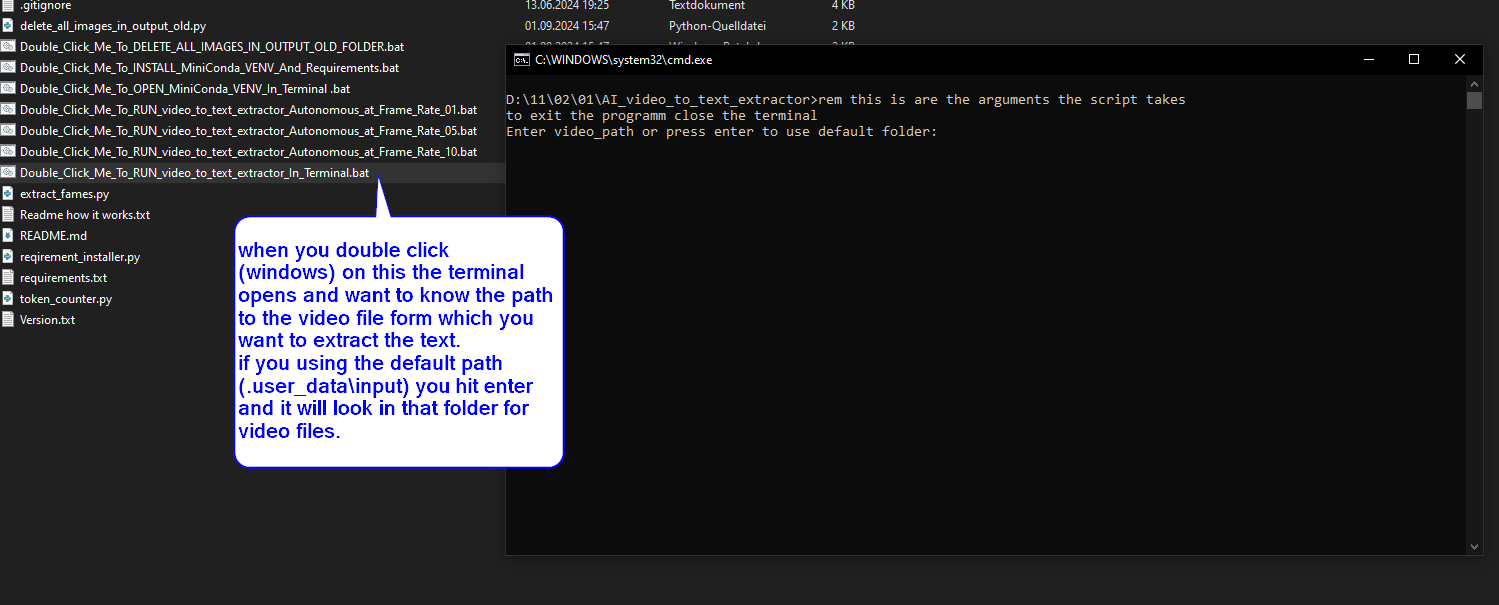 .gitignore 13.06.2024 19:25 Textdokument 4 KB
delete_all_images_in_output_old.py 01.09.2024 15:47 Python-Quelldatei 2 KB
Double_Click_Me_To_DELETE_ALL_IMAGES_IN_OUTPUT_OLD_FOLDER.bat
Double_Click_Me_To_INSTALL_MiniConda_VENV_And_Requirements.bat
Double_Click_Me_To_OPEN_MiniConda_VENV_In_Terminal .bat
Double_Click_Me_To_RUN_video_to_text_extractor_Autonomous_at_Frame_Rate_01.bat
Double_Click_Me_To_RUN_video_to_text_extractor_Autonomous_at_Frame_Rate_05.bat
Double_Click_Me_To_RUN_video_to_text_extractor_Autonomous_at_Frame_Rate_10.bat
Double_Click_Me_To_RUN_video_to_text_extractor_In_Terminal.bat
extract_fames.py
Readme how it works.txt
README.md
reqirement_installer.py
requirements.txt
token_counter.py
Version.txt
C:\WINDOWS\system32\cmd.exe
D:\11\02\01\AI_video_to_text_extractor>rem this is are the arguments the script takes
to exit the programm close the terminal
Enter video_path or press enter to use default folder:
when you double click
(windows) on this the terminal
opens and want to know the path
to the video file form which you
want to extract the text.
if you using the default path
(.user_data\input) you hit enter
and it will look in that folder for
video files.